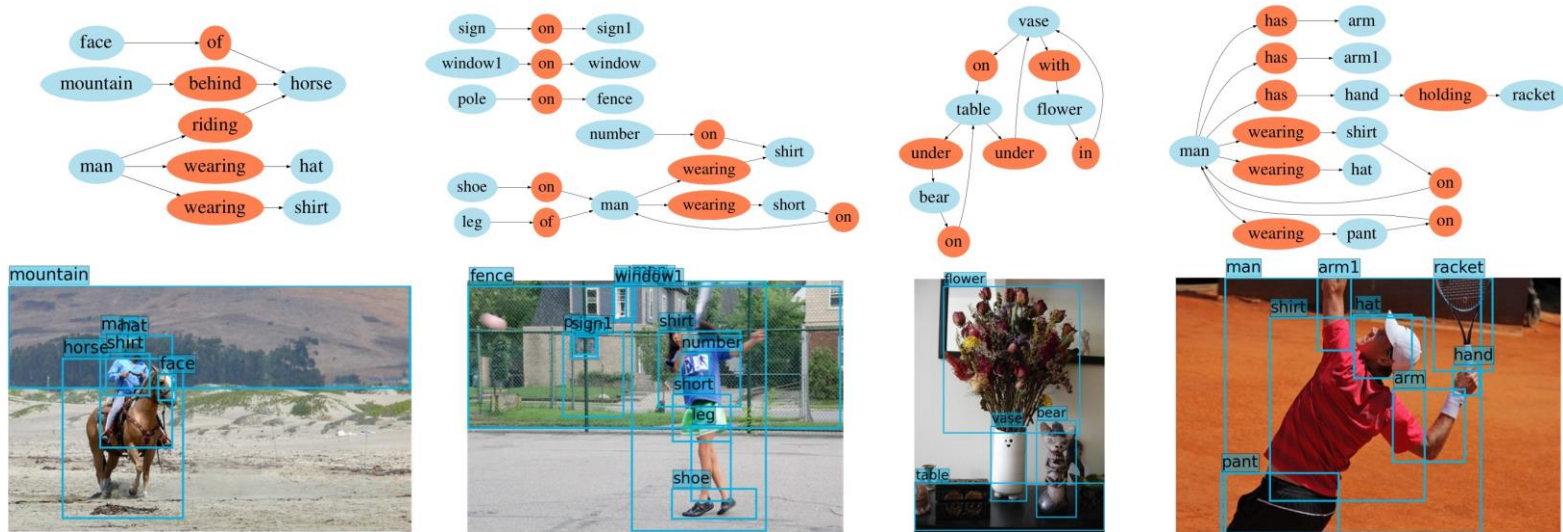 face of
mountain behind horse
riding
man wearing hat
wearing shirt
sign on sign1
window1 on window
pole on fence
number on shirt
wearing
shoe on man wearing short on
leg of
vase
on with
table flower
under under in
bear
on
has arm
has arm1
has hand holding racket
wearing shirt
man wearing hat on
wearing pant on
mountain
hat
shirt
horse face
fence window1
sign1 shirt
number
short
leg
shoe
flower
vase bear
table
man arm1 racket
shirt hat
hand
arm
pant